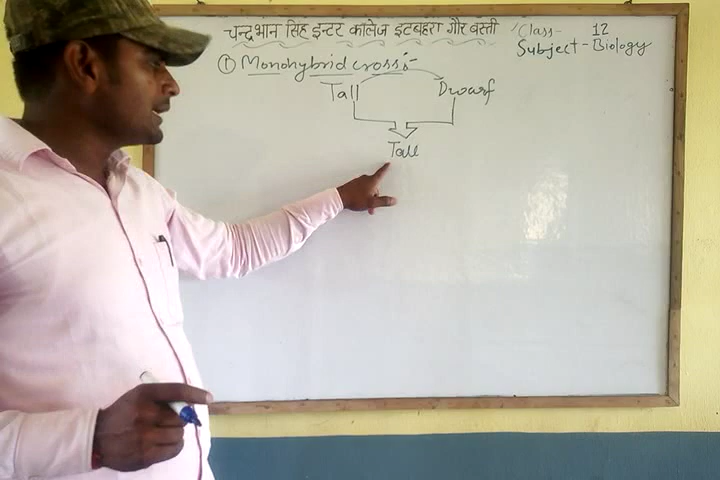 चन्द्रभान सिंह इन्टर कालेज इटबहरा गौर बस्ती
Class- 12
Subject - Biology
① Monohybrid cross:-
Tall Dwarf
Tall